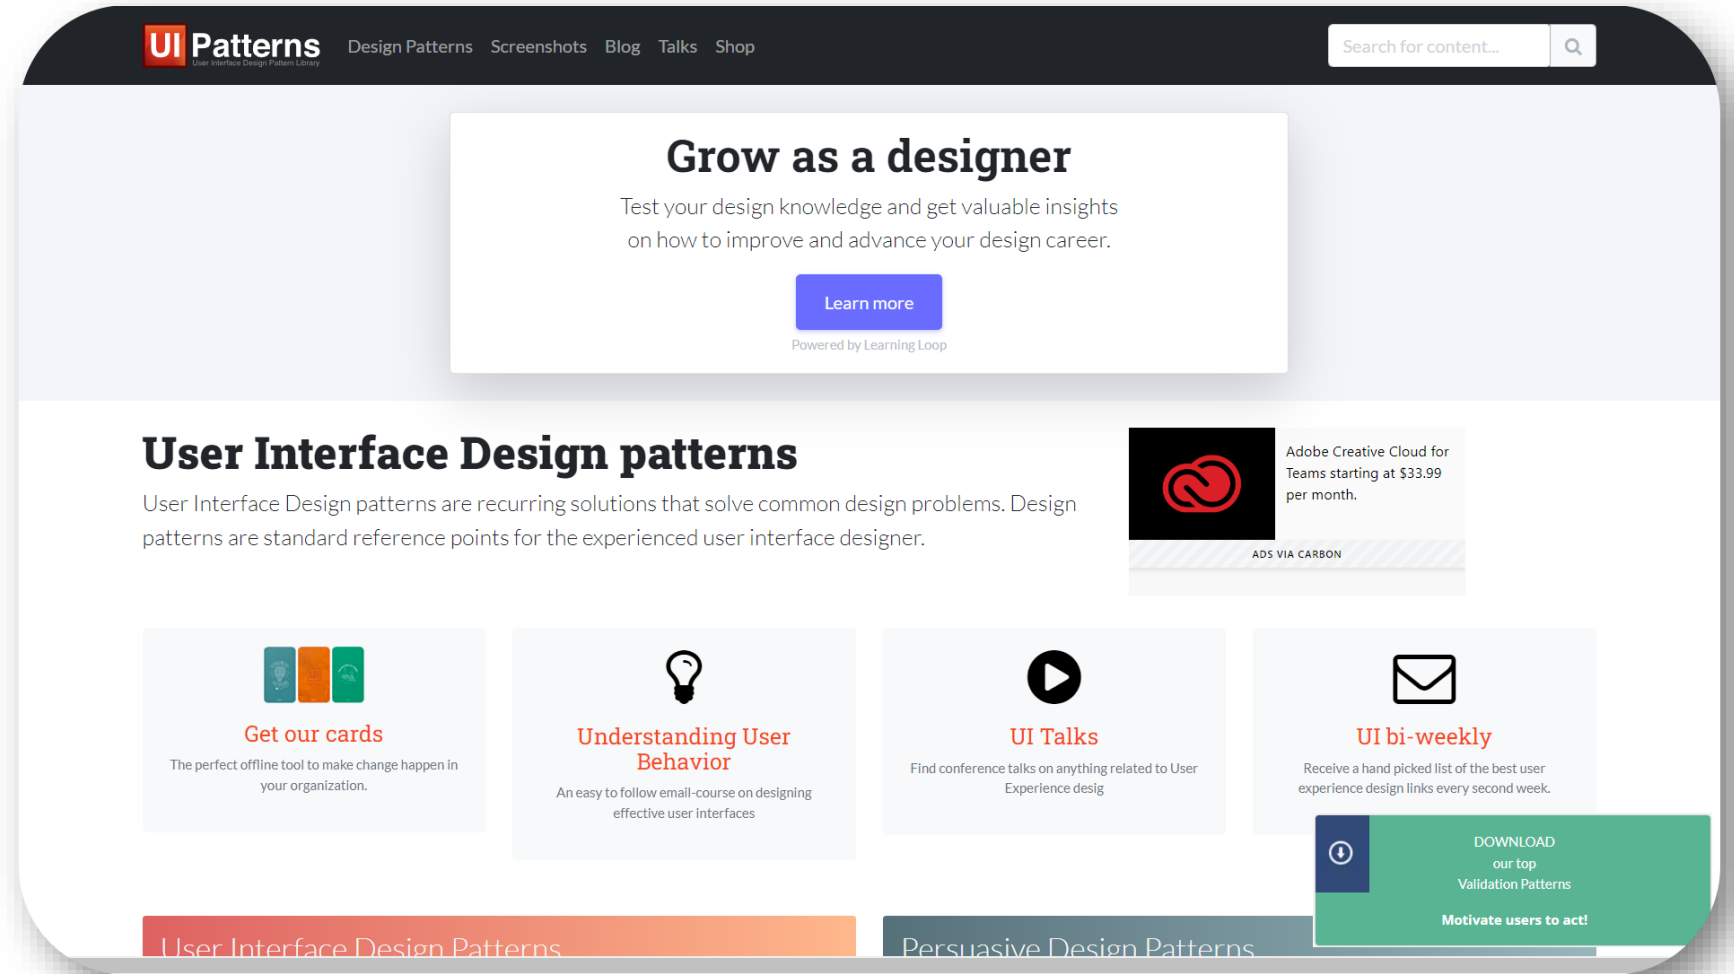 UI Patterns
User Interface Design Pattern Library
Design Patterns
Screenshots
Blog
Talks
Shop
Search for content...
Grow as a designer
Test your design knowledge and get valuable insights
on how to improve and advance your design career.
Learn more
Powered by Learning Loop
User Interface Design patterns
User Interface Design patterns are recurring solutions that solve common design problems. Design
patterns are standard reference points for the experienced user interface designer.
Adobe Creative Cloud for
Teams starting at $33.99
per month.
ADS VIA CARBON
Get our cards
The perfect offline tool to make change happen in
your organization.
Understanding User
Behavior
An easy to follow email-course on designing
effective user interfaces
UI Talks
Find conference talks on anything related to User
Experience desig
UI bi-weekly
Receive a hand picked list of the best user
experience design links every second week.
DOWNLOAD
our top
Validation Patterns
Motivate users to act!
User Interface Design Patterns
Persuasive Design Patterns